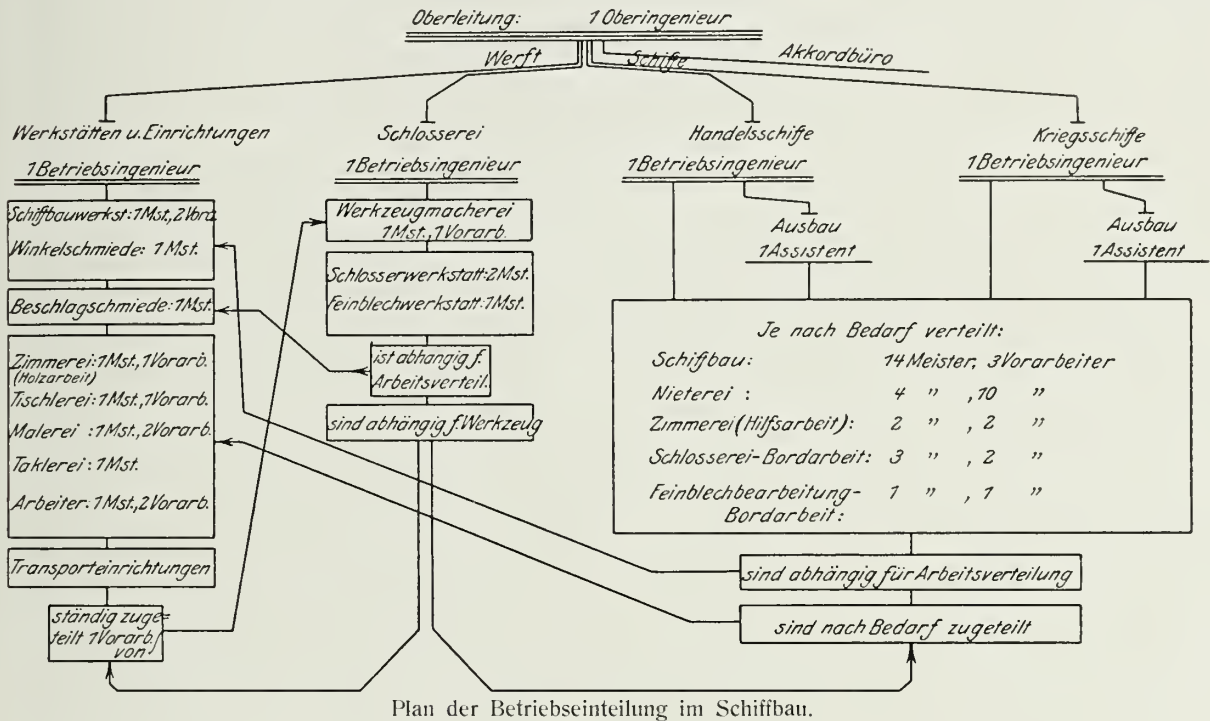 Oberleitung: 1 Oberingenieur
Werft
Schiffe
Akkordbüro
Werkstätten u. Einrichtungen
1 Betriebsingenieur
Schiffbauwerkst: 1 Mst., 2 Vora.
Winkelschmiede: 1 Mst.
Beschlagschmiede: 1 Mst.
Zimmerei: 1 Mst., 1 Vorarb.
(Holzarbeit)
Tischlerei: 1 Mst., 1 Vorarb.
Malerei : 1 Mst., 2 Vorarb.
Taklerei: 1 Mst.
Arbeiter: 1 Mst., 2 Vorarb.
Transporteinrichtungen
ständig zuge=
teilt 1 Vorarb.
von
Schlosserei
1 Betriebsingenieur
Werkzeugmacherei
1 Mst., 1 Vorarb.
Schlosserwerkstatt: 2 Mst.
Feinblechwerkstatt: 1 Mst.
ist abhängig f.
Arbeitsverteil.
sind abhängig f. Werkzeug
Handelsschiffe
1 Betriebsingenieur
Ausbau
1 Assistent
Kriegsschiffe
1 Betriebsingenieur
Ausbau
1 Assistent
Je nach Bedarf verteilt:
Schiffbau: 14 Meister, 3 Vorarbeiter
Nieterei : 4 " , 10 "
Zimmerei (Hilfsarbeit): 2 " , 2 "
Schlosserei-Bordarbeit: 3 " , 2 "
Feinblechbearbeitung- 1 " , 1 "
Bordarbeit:
sind abhängig für Arbeitsverteilung
sind nach Bedarf zugeteilt
Plan der Betriebseinteilung im Schiffbau.